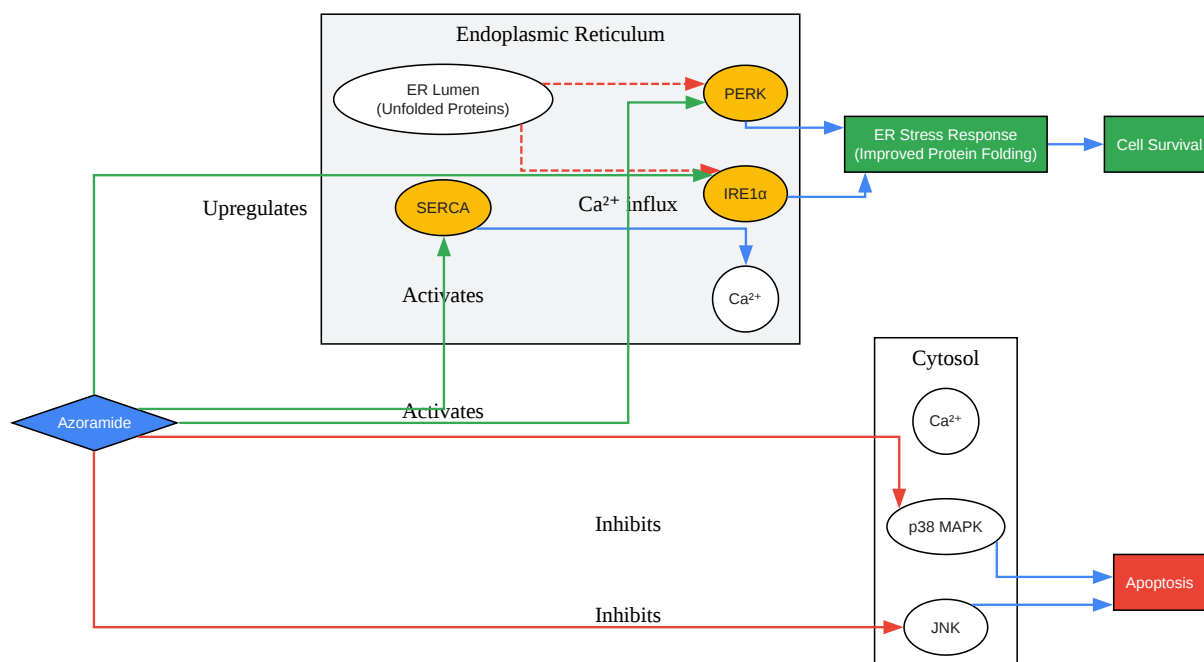 Endoplasmic Reticulum
ER Lumen
(Unfolded Proteins)
PERK
ER Stress Response
(Improved Protein Folding)
Cell Survival
Upregulates
SERCA
Ca²⁺ influx
IRE1α
Activates
Ca²⁺
Cytosol
Azoramide
Activates
Ca²⁺
Inhibits
p38 MAPK
Apoptosis
Inhibits
JNK